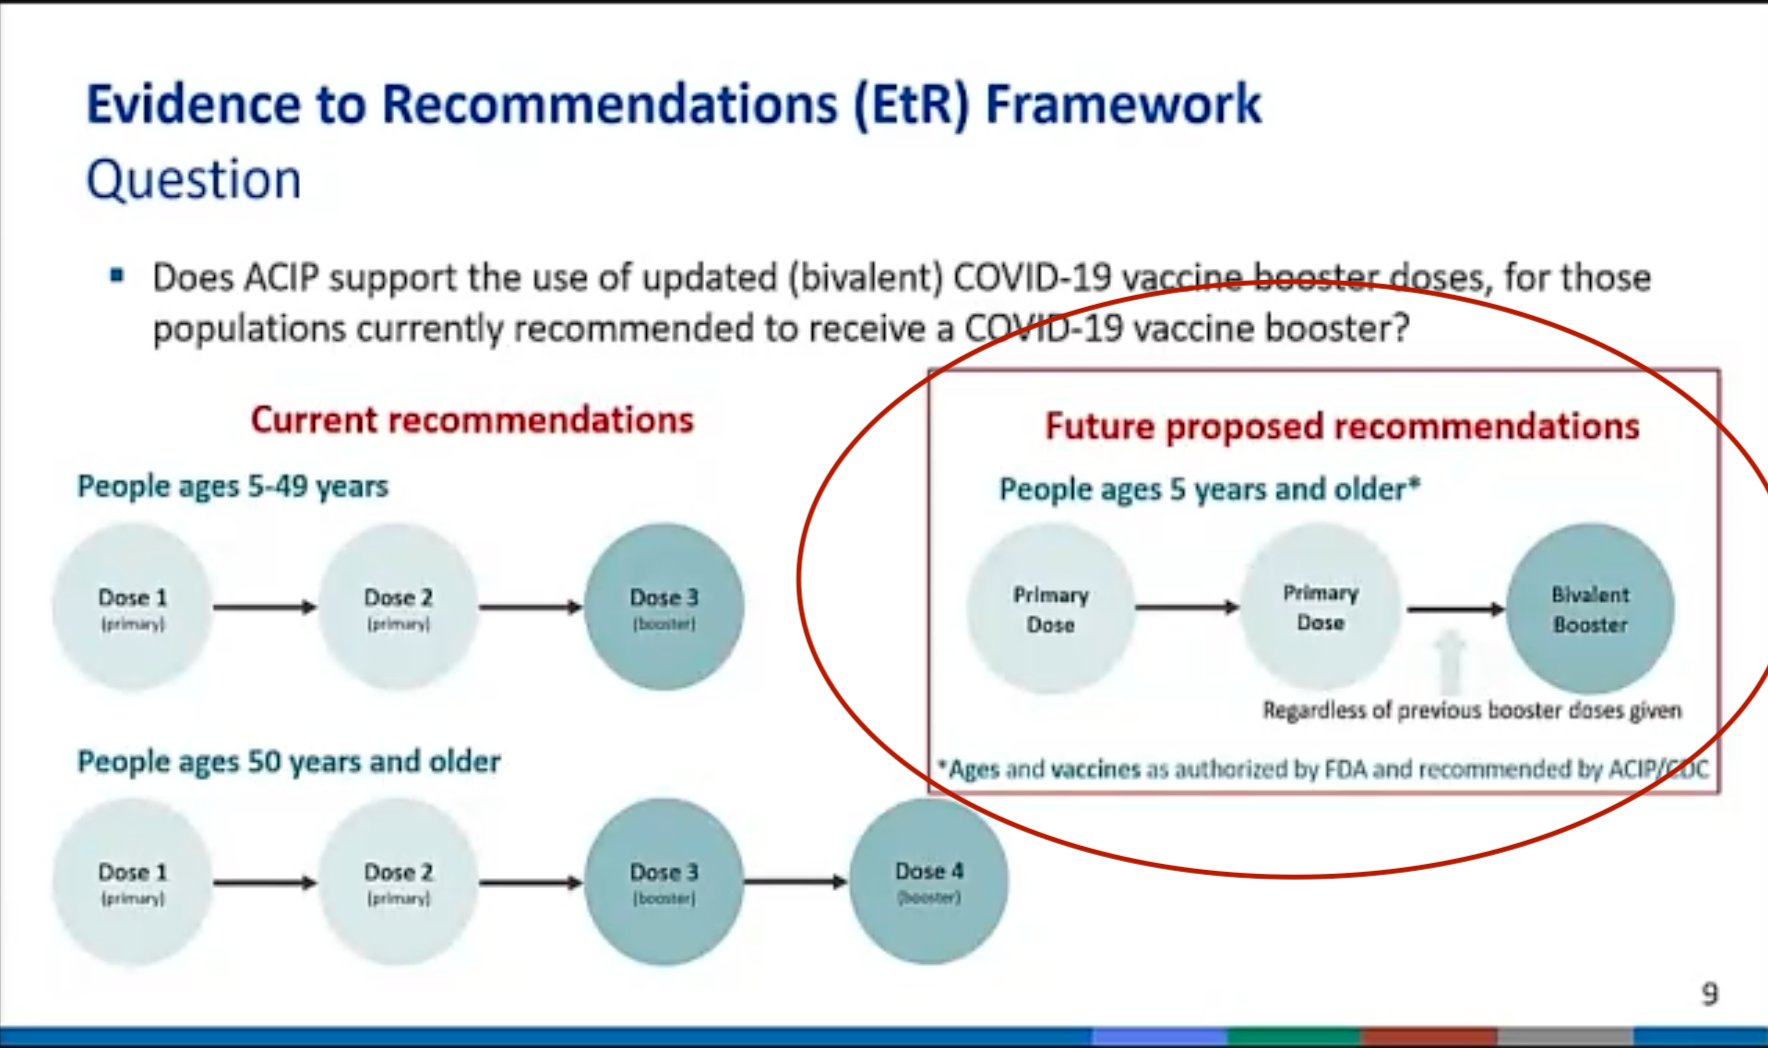 Evidence to Recommendations (EtR) Framework
Question
▪ Does ACIP support the use of updated (bivalent) COVID-19 vaccine booster doses, for those
populations currently recommended to receive a COVID-19 vaccine booster?
Current recommendations
People ages 5-49 years
Dose 1
(primary)
Dose 2
(primary)
Dose 3
(booster)
People ages 50 years and older
Dose 1
(primary)
Dose 2
(primary)
Dose 3
(booster)
Dose 4
(booster)
Future proposed recommendations
People ages 5 years and older*
Primary
Dose
Primary
Dose
Bivalent
Booster
Regardless of previous booster doses given
*Ages and vaccines as authorized by FDA and recommended by ACIP/CDC
9